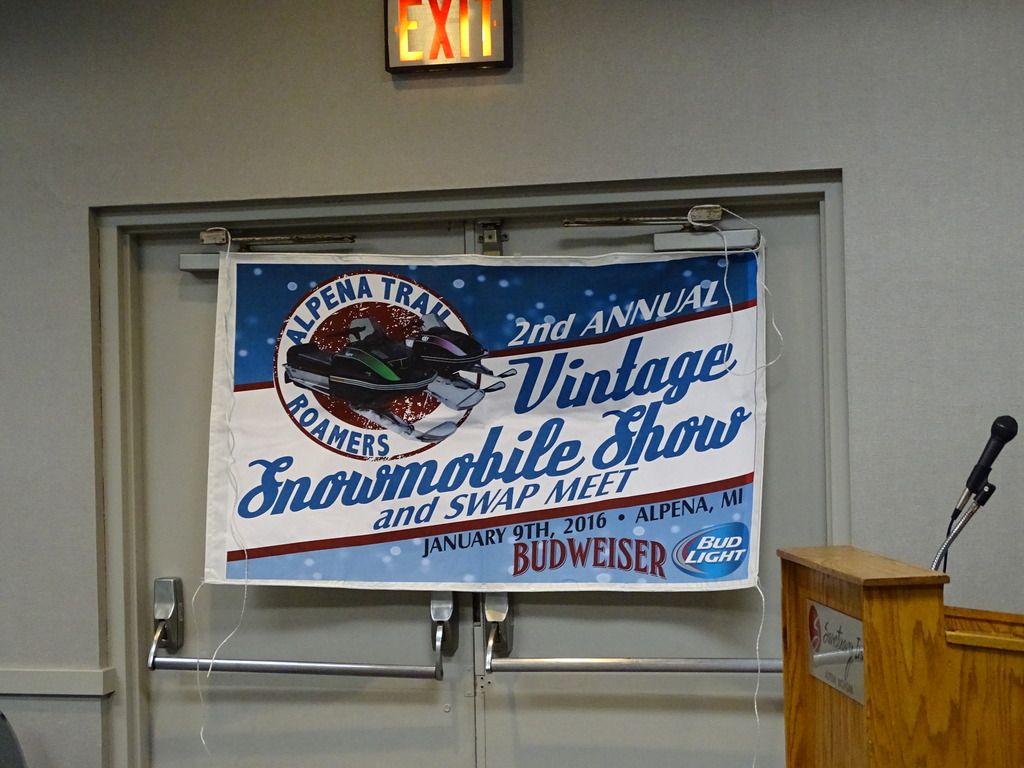 EXIT
ALPENA TRAIL
ROAMERS
2nd ANNUAL
Vintage
Snowmobile Show
and SWAP MEET
JANUARY 9TH, 2016 • ALPENA, MI
BUDWEISER
BUD
LIGHT